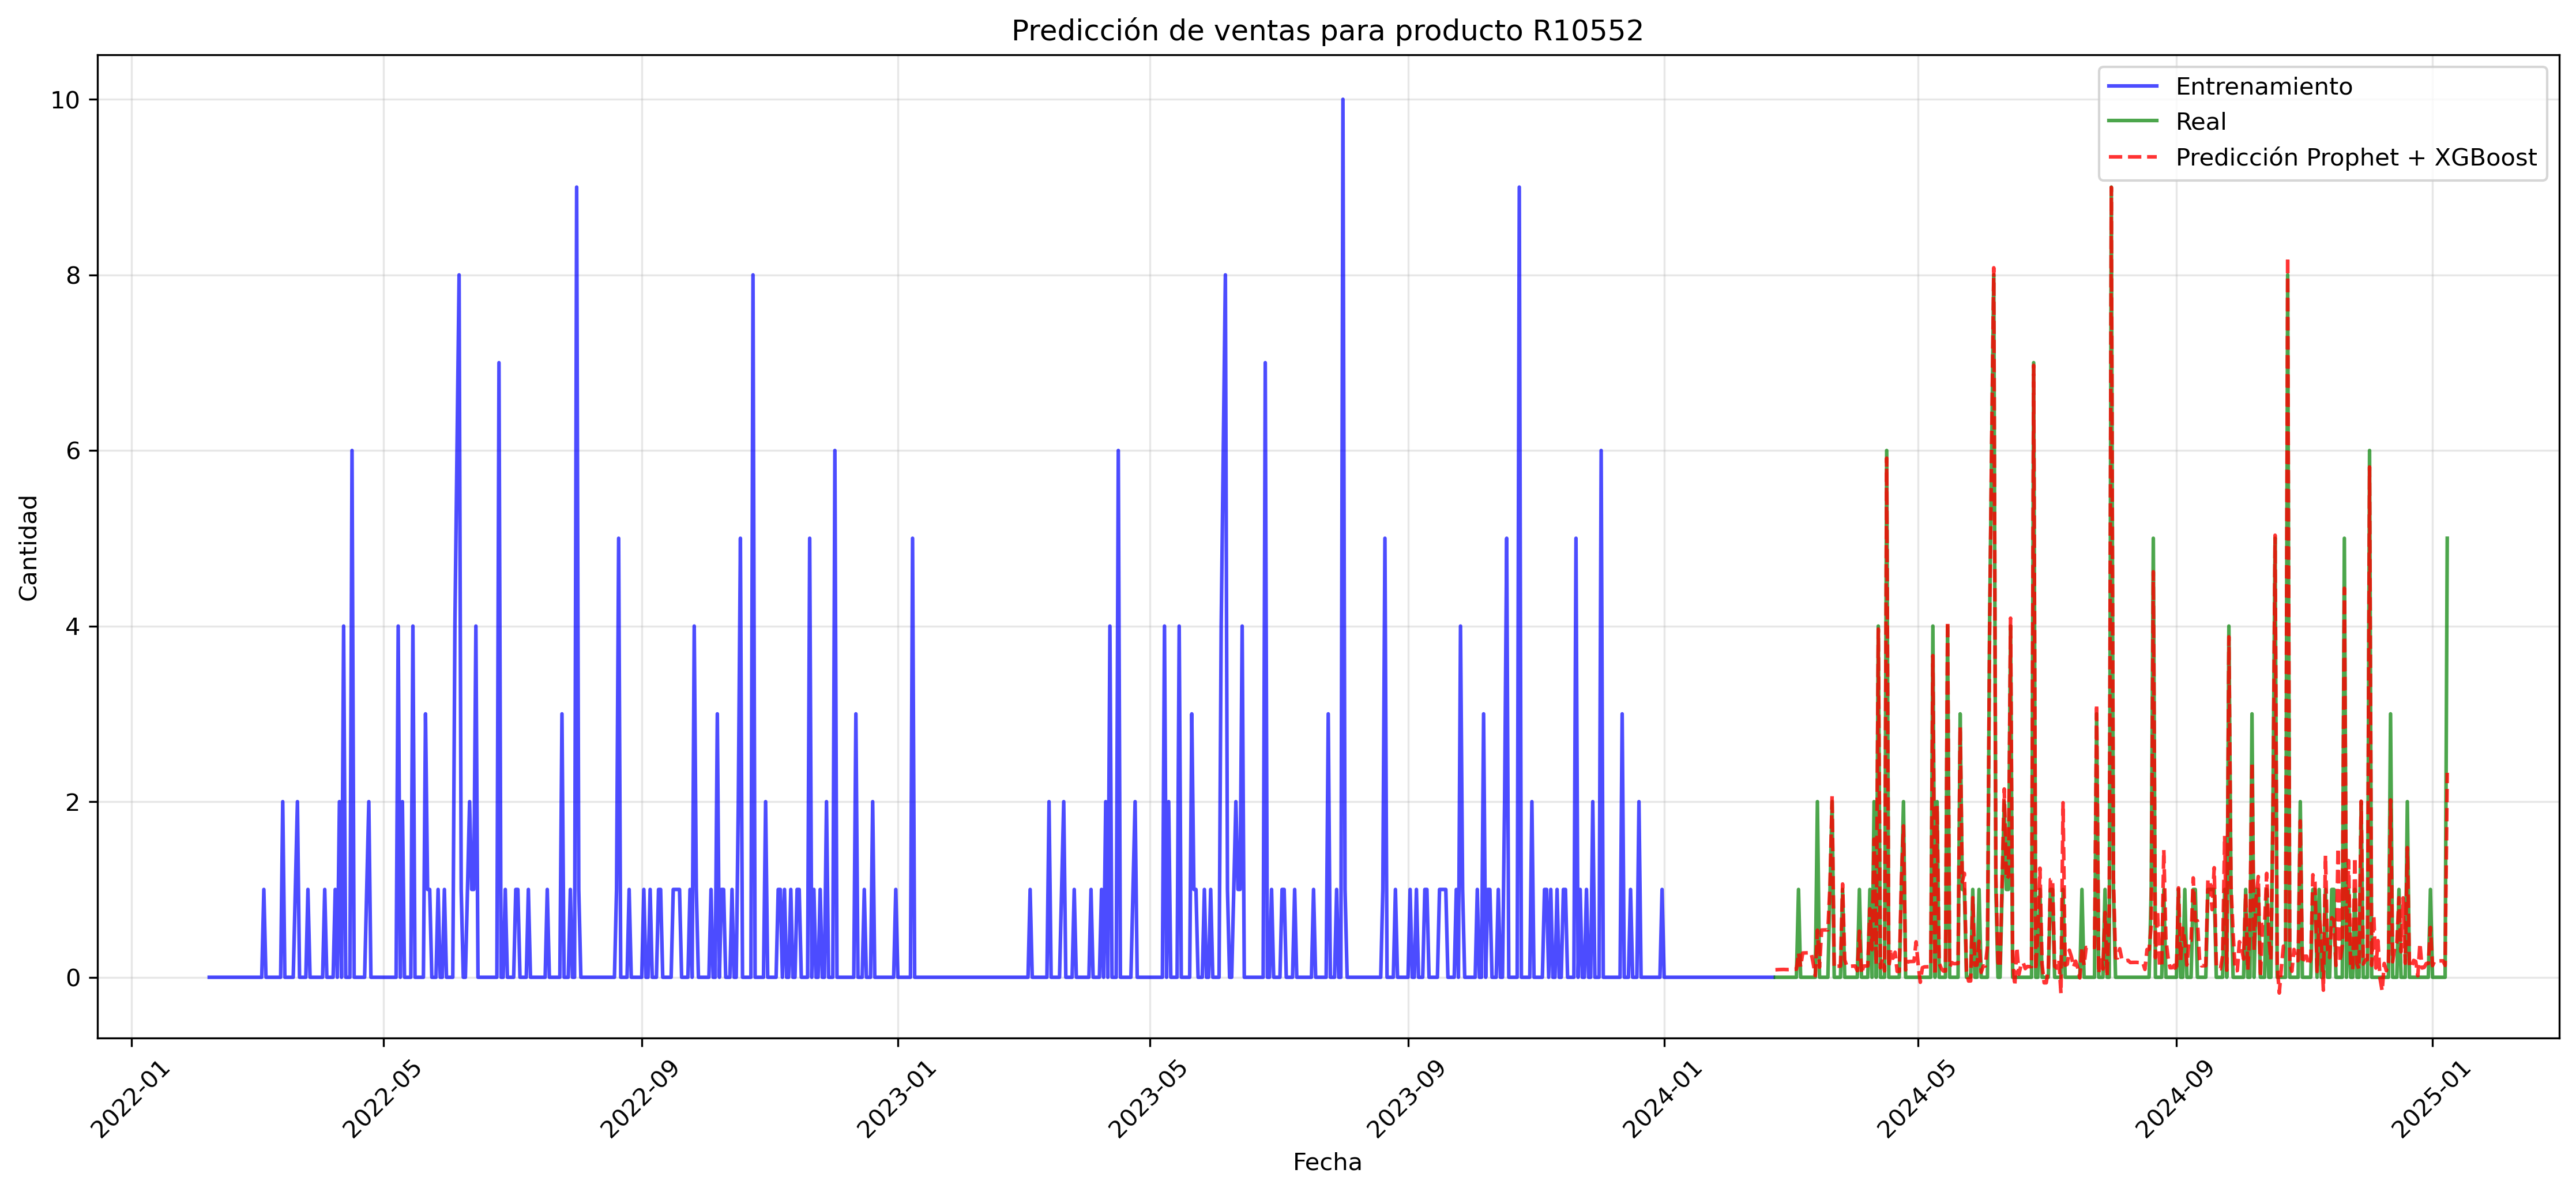 Predicción de ventas para producto R10552
Entrenamiento
Real
Predicción Prophet + XGBoost
Cantidad
10
8
6
4
2
0
2022-01
2022-05
2022-09
2023-01
2023-05
2023-09
2024-01
2024-05
2024-09
2025-01
Fecha